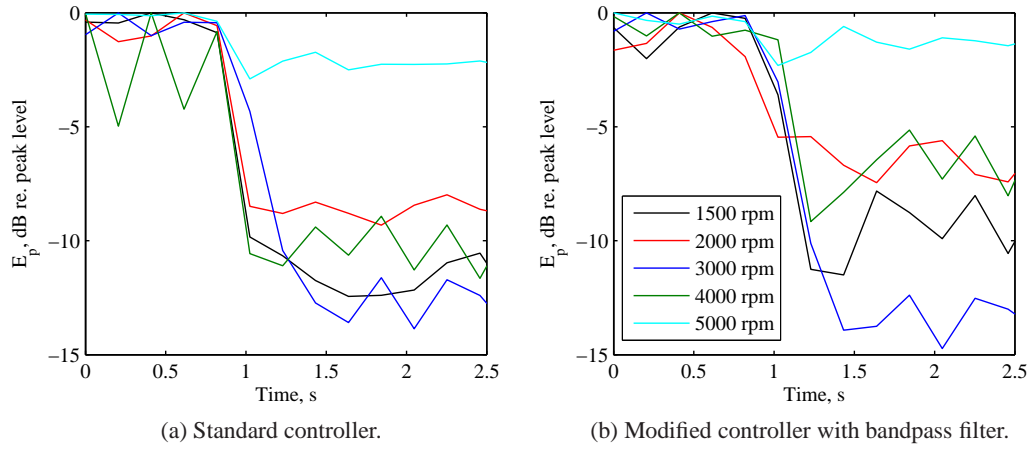 0
−5
−10
−15
E_p, dB re. peak level
0 0.5 1 1.5 2 2.5
Time, s
(a) Standard controller.
0
−5
−10
−15
E_p, dB re. peak level
1500 rpm
2000 rpm
3000 rpm
4000 rpm
5000 rpm
0 0.5 1 1.5 2 2.5
Time, s
(b) Modified controller with bandpass filter.